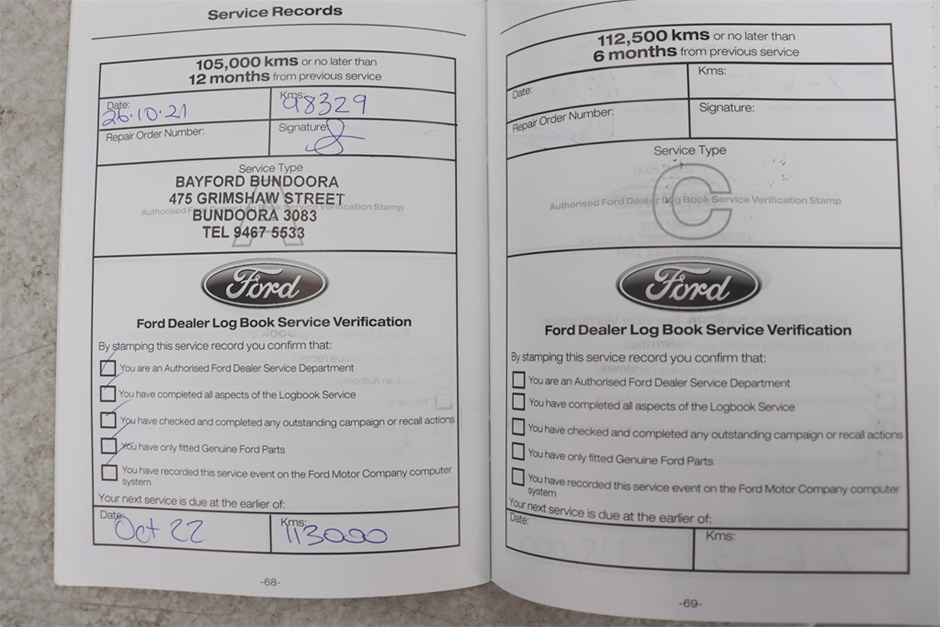 Service Records
105,000 kms or no later than
12 months from previous service
Date:
26.10.21
Kms:
98329
Repair Order Number:
Signature:
Service Type
BAYFORD BUNDOORA
475 GRIMSHAW STREET
Authorised Ford Dealer Log Book Service Verification Stamp
A
BUNDOORA 3083
TEL 9467 5533
Ford
Ford Dealer Log Book Service Verification
By stamping this service record you confirm that:
You are an Authorised Ford Dealer Service Department
You have completed all aspects of the Logbook Service
You have checked and completed any outstanding campaign or recall actions
You have only fitted Genuine Ford Parts
You have recorded this service event on the Ford Motor Company computer
system
Your next service is due at the earlier of:
Date:
Oct 22
Kms:
113000
-68-
112,500 kms or no later than
6 months from previous service
Date:
Kms:
Repair Order Number:
Signature:
Service Type
C
Authorised Ford Dealer Log Book Service Verification Stamp
Ford
Ford Dealer Log Book Service Verification
By stamping this service record you confirm that:
You are an Authorised Ford Dealer Service Department
You have completed all aspects of the Logbook Service
You have checked and completed any outstanding campaign or recall actions
You have only fitted Genuine Ford Parts
You have recorded this service event on the Ford Motor Company computer
system
Your next service is due at the earlier of:
Date:
Kms:
-69-